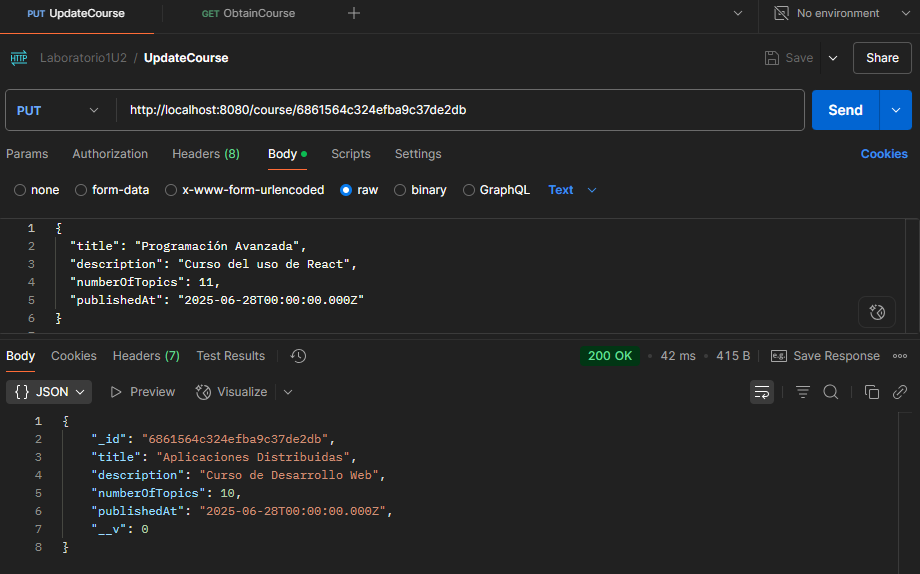 PUT UpdateCourse GET ObtainCourse + No environment
HTTP Laboratorio1U2 / UpdateCourse Save Share
PUT http://localhost:8080/course/6861564c324efba9c37de2db Send
Params Authorization Headers (8) Body Scripts Settings Cookies
none form-data x-www-form-urlencoded raw binary GraphQL Text
1 {
2 "title": "Programación Avanzada",
3 "description": "Curso del uso de React",
4 "numberOfTopics": 11,
5 "publishedAt": "2025-06-28T00:00:00.000Z"
6 }
Body Cookies Headers (7) Test Results 200 OK • 42 ms • 415 B e.g. Save Response
{} JSON Preview Visualize
1 {
2 "_id": "6861564c324efba9c37de2db",
3 "title": "Aplicaciones Distribuidas",
4 "description": "Curso de Desarrollo Web",
5 "numberOfTopics": 10,
6 "publishedAt": "2025-06-28T00:00:00.000Z",
7 "__v": 0
8 }